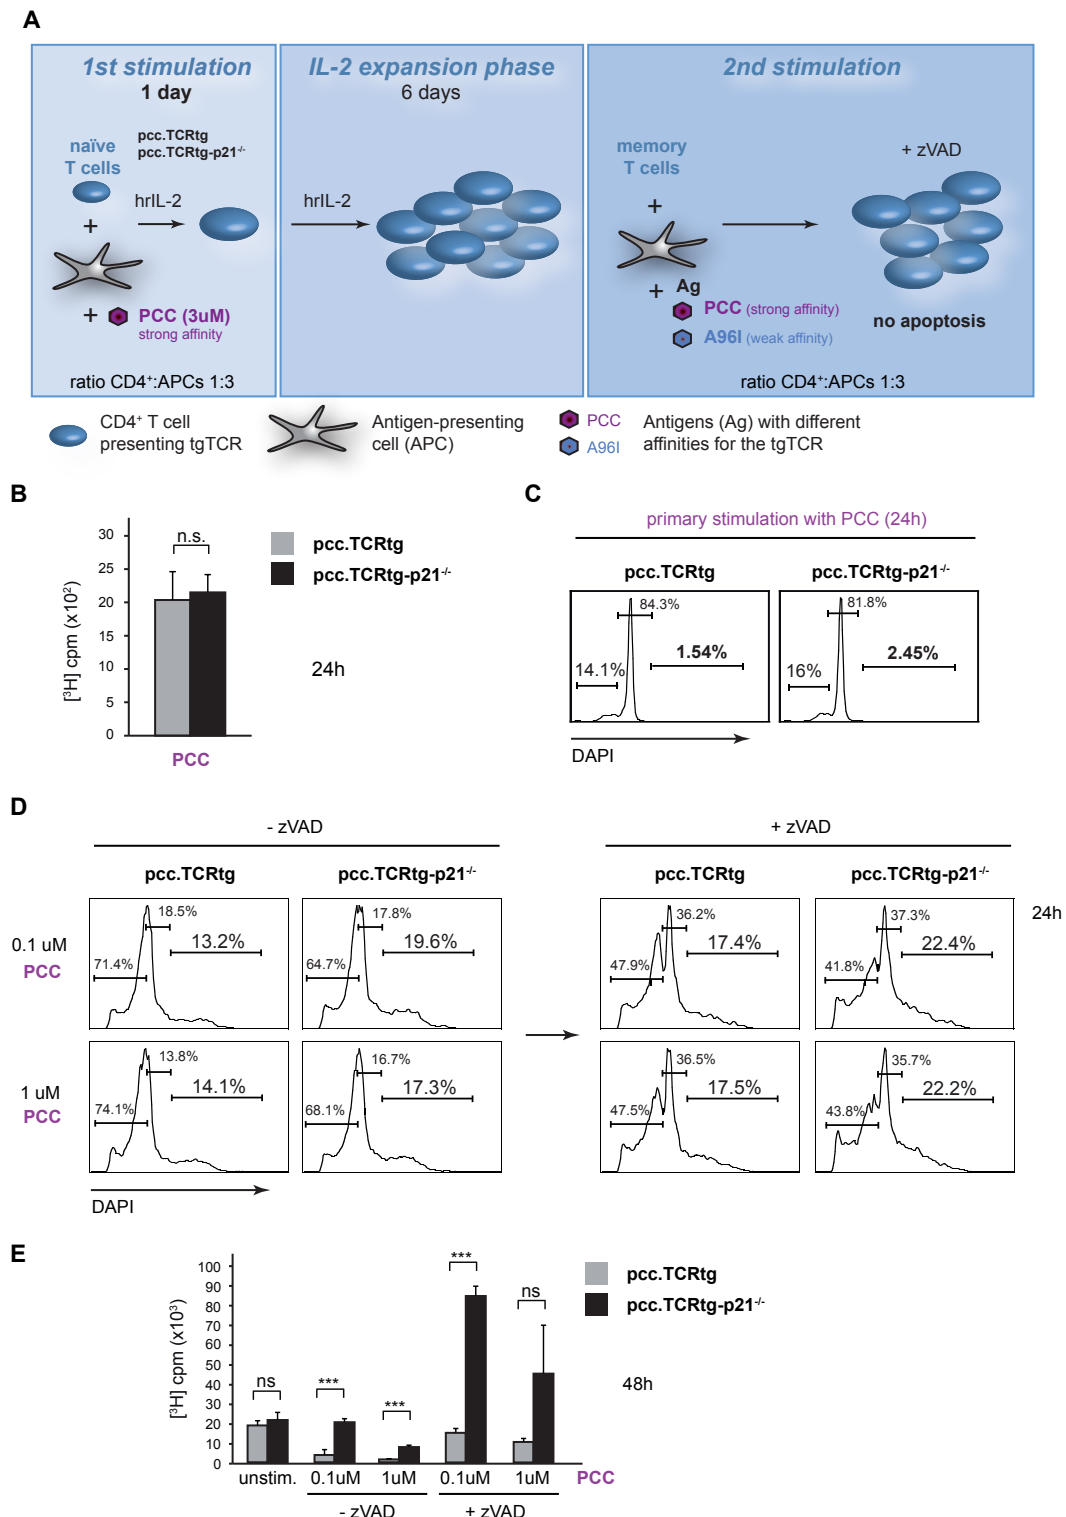 A
1st stimulation
1 day
IL-2 expansion phase
6 days
2nd stimulation
pcc.TCRtg
pcc.TCRtg-p21-/-
naïve
T cells
hrIL-2
+
+ PCC (3uM)
strong affinity
ratio CD4+:APCs 1:3
hrIL-2
memory
T cells
+
+ Ag
PCC (strong affinity)
A96I (weak affinity)
+ zVAD
no apoptosis
ratio CD4+:APCs 1:3
CD4+ T cell
presenting tgTCR
Antigen-presenting
cell (APC)
PCC
A96I
Antigens (Ag) with different
affinities for the tgTCR
B
[3H] cpm (x102)
30
25
20
15
10
5
0
n.s.
PCC
pcc.TCRtg
pcc.TCRtg-p21-/-
24h
C
primary stimulation with PCC (24h)
pcc.TCRtg
pcc.TCRtg-p21-/-
84.3%
14.1%
1.54%
81.8%
16%
2.45%
DAPI
D
- zVAD
+ zVAD
pcc.TCRtg
pcc.TCRtg-p21-/-
pcc.TCRtg
pcc.TCRtg-p21-/-
24h
0.1 uM
PCC
18.5%
13.2%
71.4%
17.8%
19.6%
64.7%
36.2%
17.4%
47.9%
37.3%
22.4%
41.8%
1 uM
PCC
13.8%
14.1%
74.1%
16.7%
17.3%
68.1%
36.5%
17.5%
47.5%
35.7%
22.2%
43.8%
DAPI
E
[3H] cpm (x103)
100
90
80
70
60
50
40
30
20
10
0
ns
***
***
***
ns
pcc.TCRtg
pcc.TCRtg-p21-/-
48h
unstim. 0.1uM 1uM 0.1uM 1uM PCC
- zVAD + zVAD